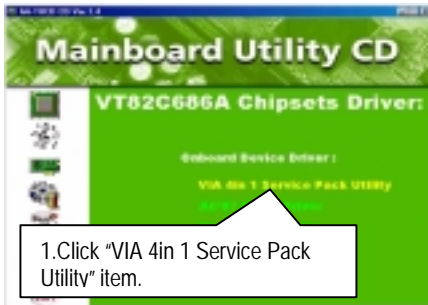 Mainboard Utility CD
VT82C686A Chipsets Driver:
Onboard Device Driver :
VIA 4in 1 Service Pack Utility
1.Click “VIA 4in 1 Service Pack
Utility” item.